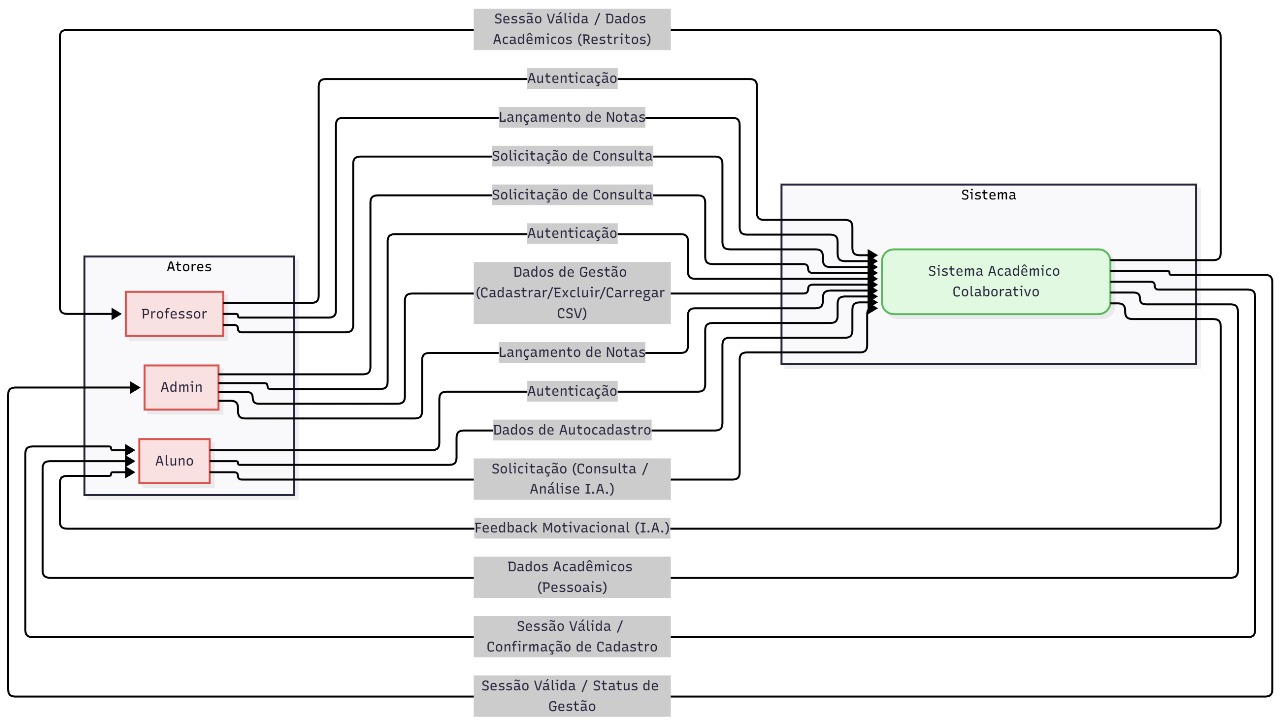 Sessão Válida / Dados
Acadêmicos (Restritos)
Autenticação
Lançamento de Notas
Solicitação de Consulta
Solicitação de Consulta
Sistema
Autenticação
Atores
Dados de Gestão
(Cadastrar/Excluir/Carregar
CSV)
Sistema Acadêmico
Colaborativo
Professor
Lançamento de Notas
Admin
Autenticação
Dados de Autocadastro
Aluno
Solicitação (Consulta /
Análise I.A.)
Feedback Motivacional (I.A.)
Dados Acadêmicos
(Pessoais)
Sessão Válida /
Confirmação de Cadastro
Sessão Válida / Status de
Gestão